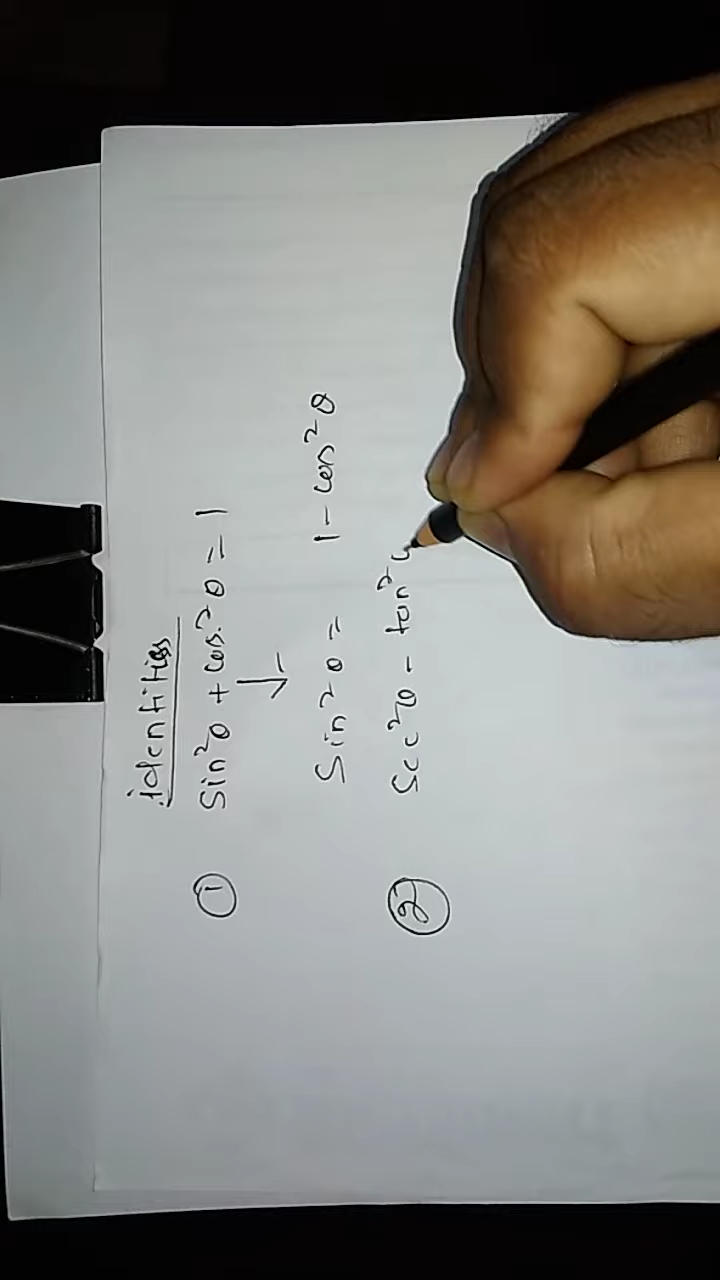 identities
① sin²θ + cos²θ = 1
↓
sin²θ = 1 - cos²θ
② sec²θ - tan²